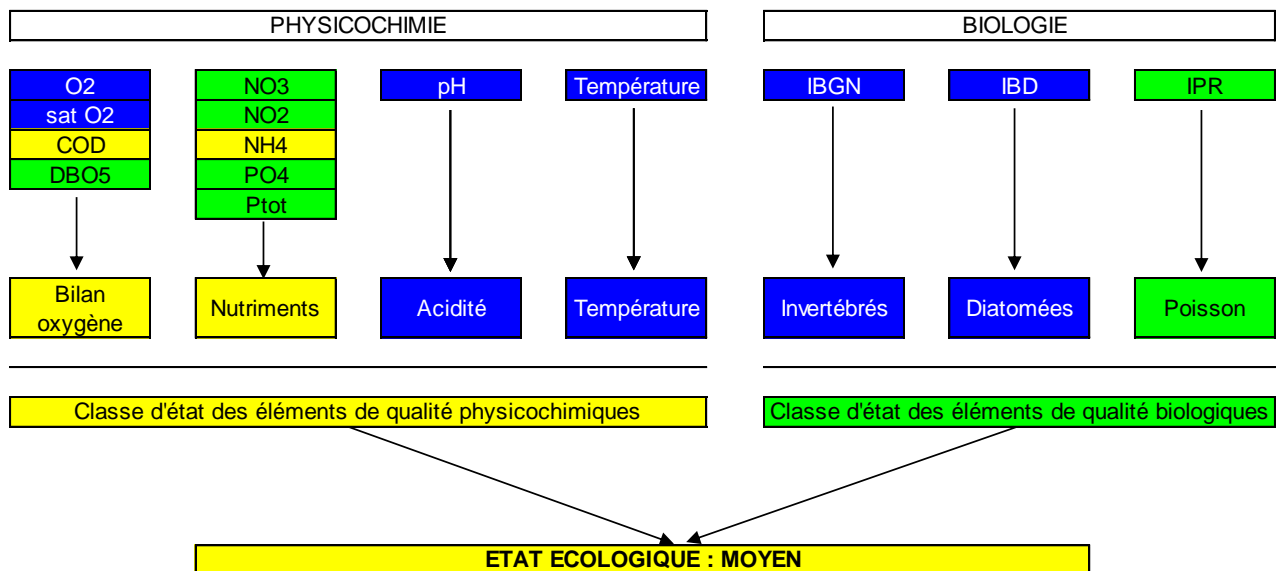 PHYSICOCHIMIE
BIOLOGIE
O2
sat O2
COD
DBO5
NO3
NO2
NH4
PO4
Ptot
pH
Température
IBGN
IBD
IPR
Bilan
oxygène
Nutriments
Acidité
Température
Invertébrés
Diatomées
Poisson
Classe d'état des éléments de qualité physicochimiques
Classe d'état des éléments de qualité biologiques
ETAT ECOLOGIQUE : MOYEN